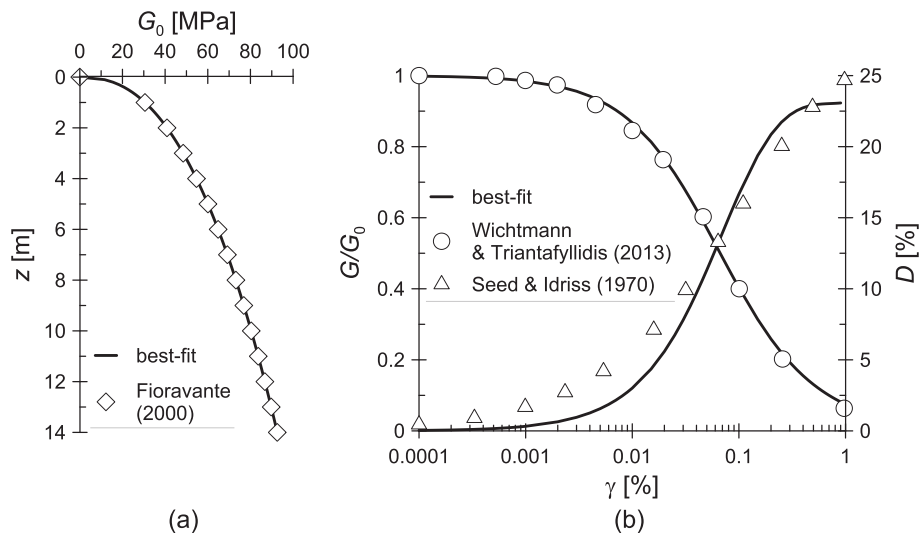 G₀ [MPa]
0 20 40 60 80 100
0
2
4
6
8
10
12
14
z [m]
best-fit
Fioravante
(2000)
(a)
1
0.8
0.6
0.4
0.2
0
G/G₀
25
20
15
10
5
0
D [%]
best-fit
Wichtmann
& Triantafyllidis (2013)
Seed & Idriss (1970)
0.0001 0.001 0.01 0.1 1
γ [%]
(b)